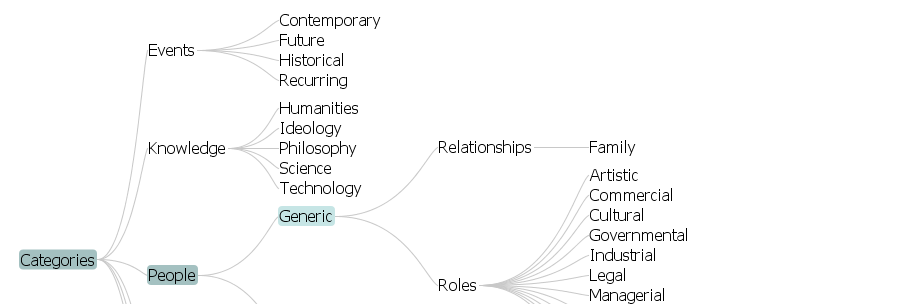 Categories
Events
Contemporary
Future
Historical
Recurring
Knowledge
Humanities
Ideology
Philosophy
Science
Technology
People
Generic
Relationships
Family
Roles
Artistic
Commercial
Cultural
Governmental
Industrial
Legal
Managerial